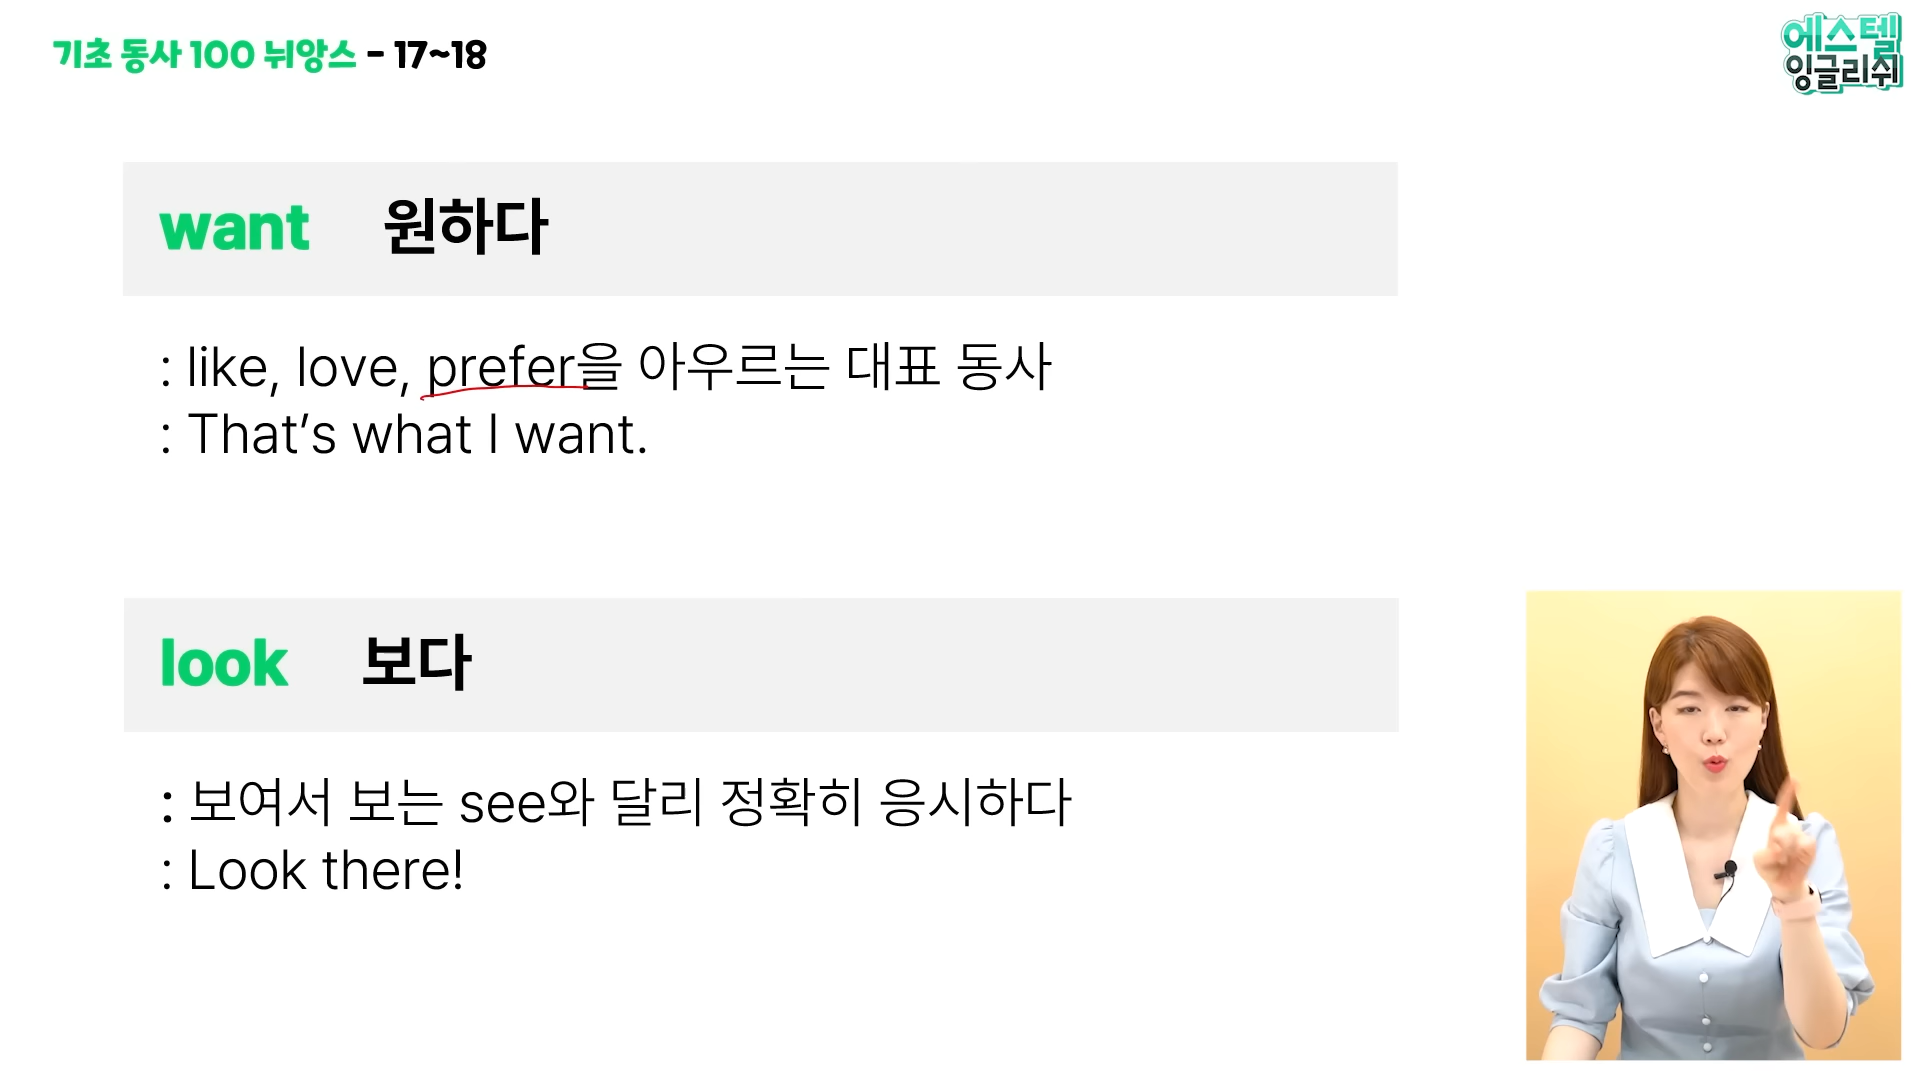 기초 동사 100 뉘앙스 - 17~18
에스텔
잉글리쉬
want 원하다
: like, love, prefer을 아우르는 대표 동사
: That’s what I want.
look 보다
: 보여서 보는 see와 달리 정확히 응시하다
: Look there!